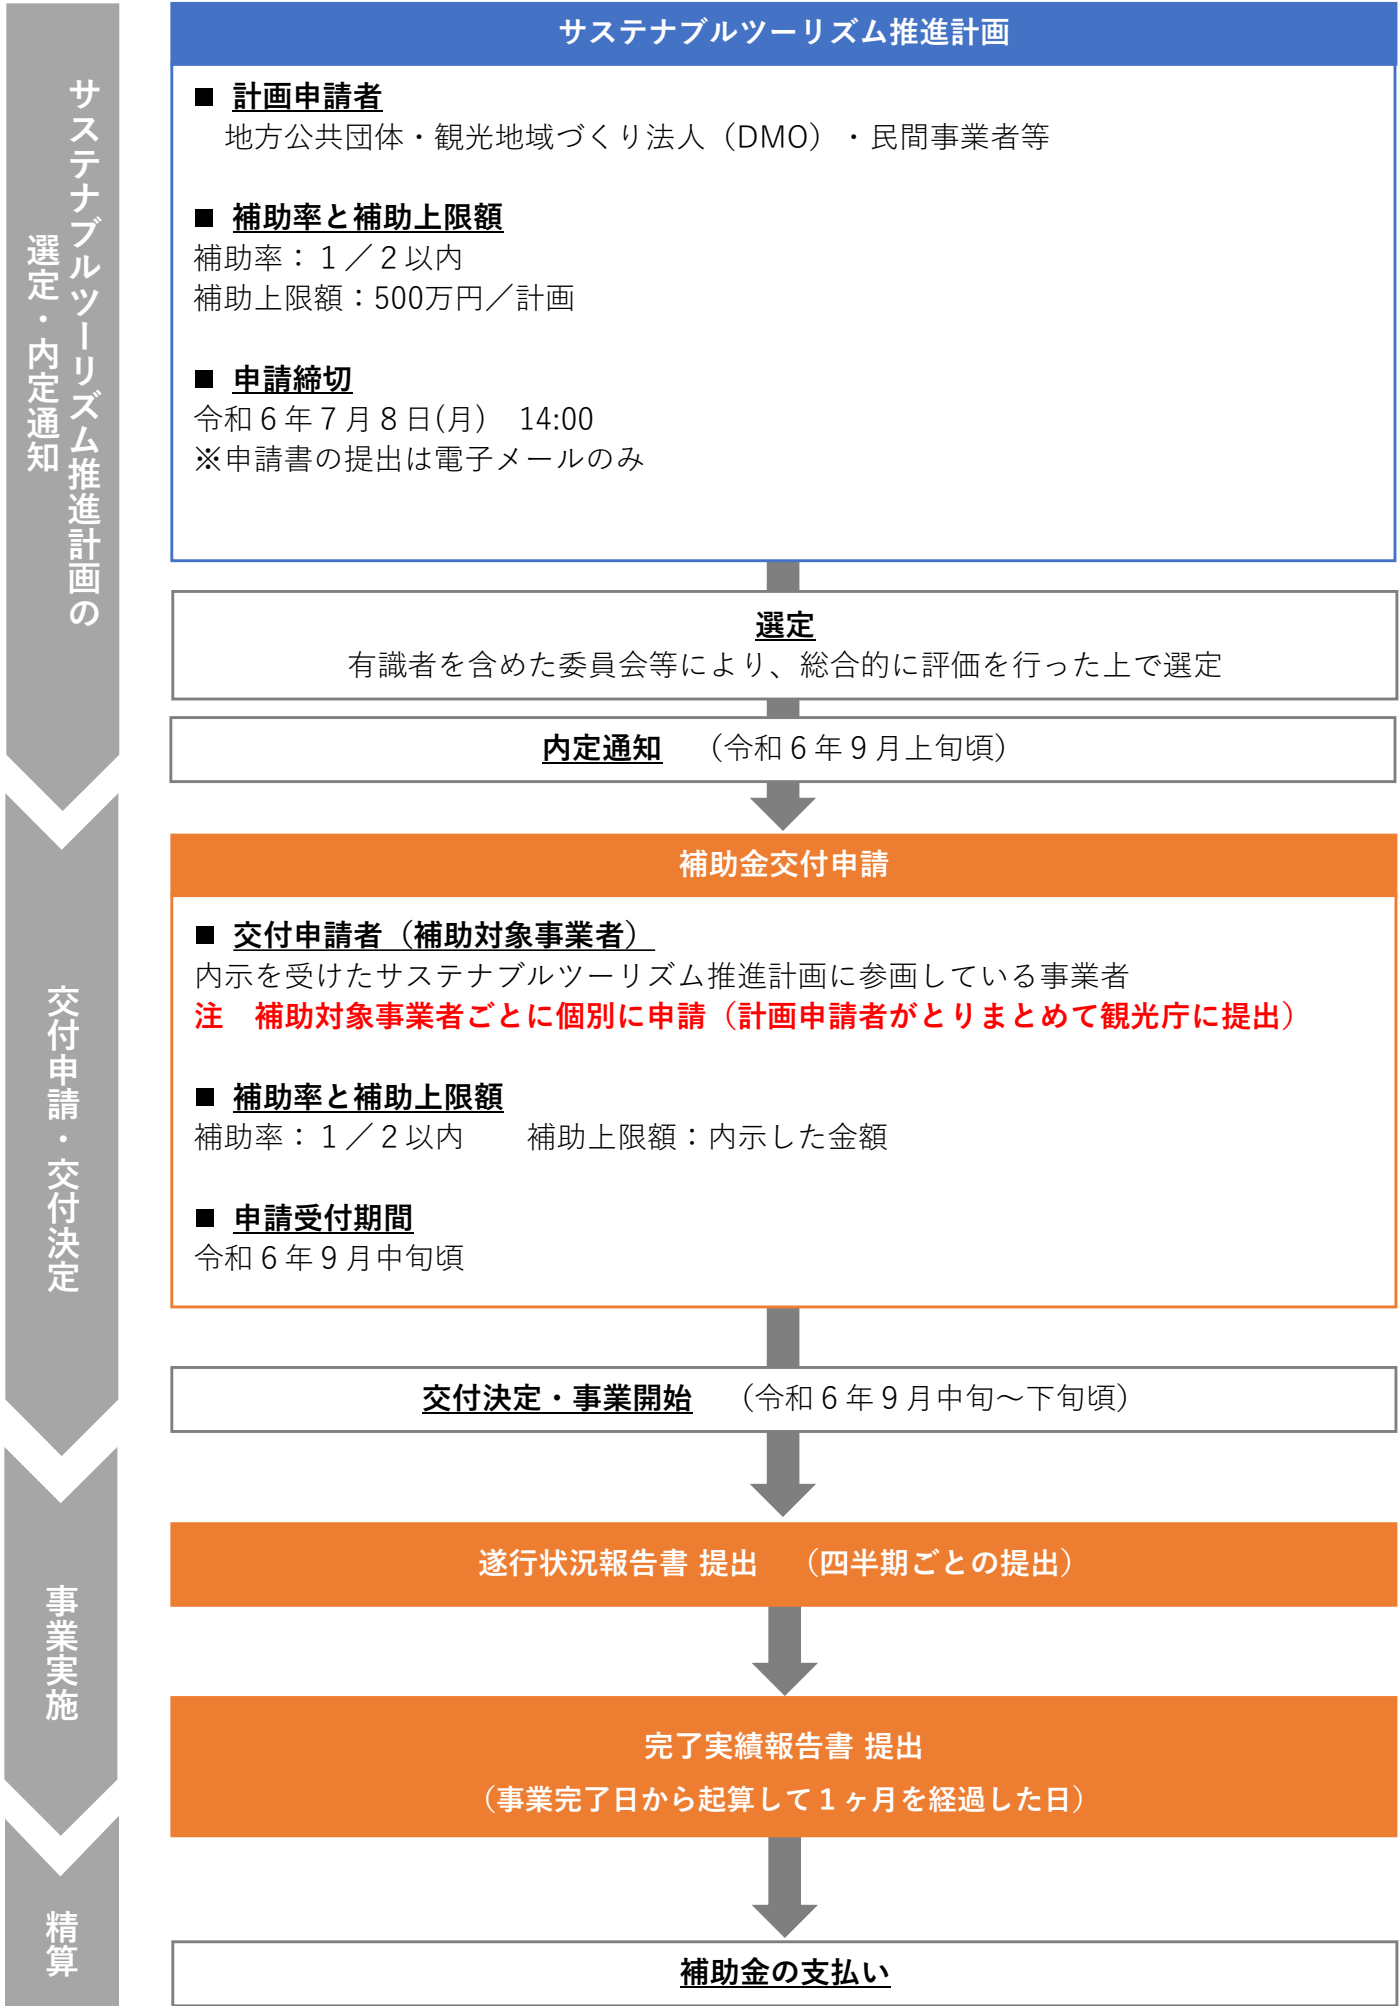 サステナブルツーリズム推進計画の
選定・内定通知
サステナブルツーリズム推進計画
■ 計画申請者
地方公共団体・観光地域づくり法人（DMO）・民間事業者等
■ 補助率と補助上限額
補助率：１／２以内
補助上限額：500万円／計画
■ 申請締切
令和６年７月８日(月)　14:00
※申請書の提出は電子メールのみ
選定
有識者を含めた委員会等により、総合的に評価を行った上で選定
内定通知　（令和６年９月上旬頃）
交付申請・交付決定
補助金交付申請
■ 交付申請者（補助対象事業者）
内示を受けたサステナブルツーリズム推進計画に参画している事業者
注　補助対象事業者ごとに個別に申請（計画申請者がとりまとめて観光庁に提出）
■ 補助率と補助上限額
補助率：１／２以内　　補助上限額：内示した金額
■ 申請受付期間
令和６年９月中旬頃
交付決定・事業開始　（令和６年９月中旬～下旬頃）
事業実施
遂行状況報告書 提出　（四半期ごとの提出）
完了実績報告書 提出
（事業完了日から起算して１ヶ月を経過した日）
精算
補助金の支払い